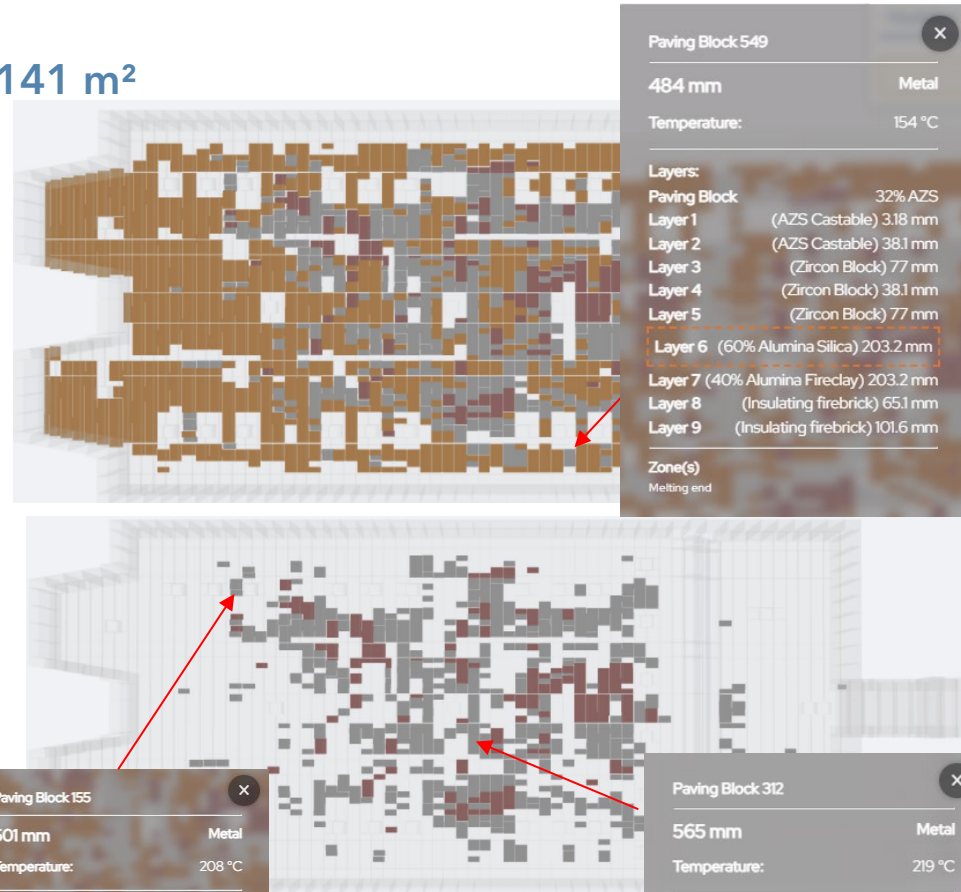 141 m²
Paving Block 549
484 mm Metal
Temperature: 154 °C
Layers:
Paving Block 32% AZS
Layer 1 (AZS Castable) 3.18 mm
Layer 2 (AZS Castable) 38.1 mm
Layer 3 (Zircon Block) 77 mm
Layer 4 (Zircon Block) 38.1 mm
Layer 5 (Zircon Block) 77 mm
Layer 6 (60% Alumina Silica) 203.2 mm
Layer 7 (40% Alumina Fireclay) 203.2 mm
Layer 8 (Insulating firebrick) 65.1 mm
Layer 9 (Insulating firebrick) 101.6 mm
Zone(s)
Melting end
Paving Block 155
501 mm Metal
Temperature: 208 °C
Paving Block 312
565 mm Metal
Temperature: 219 °C